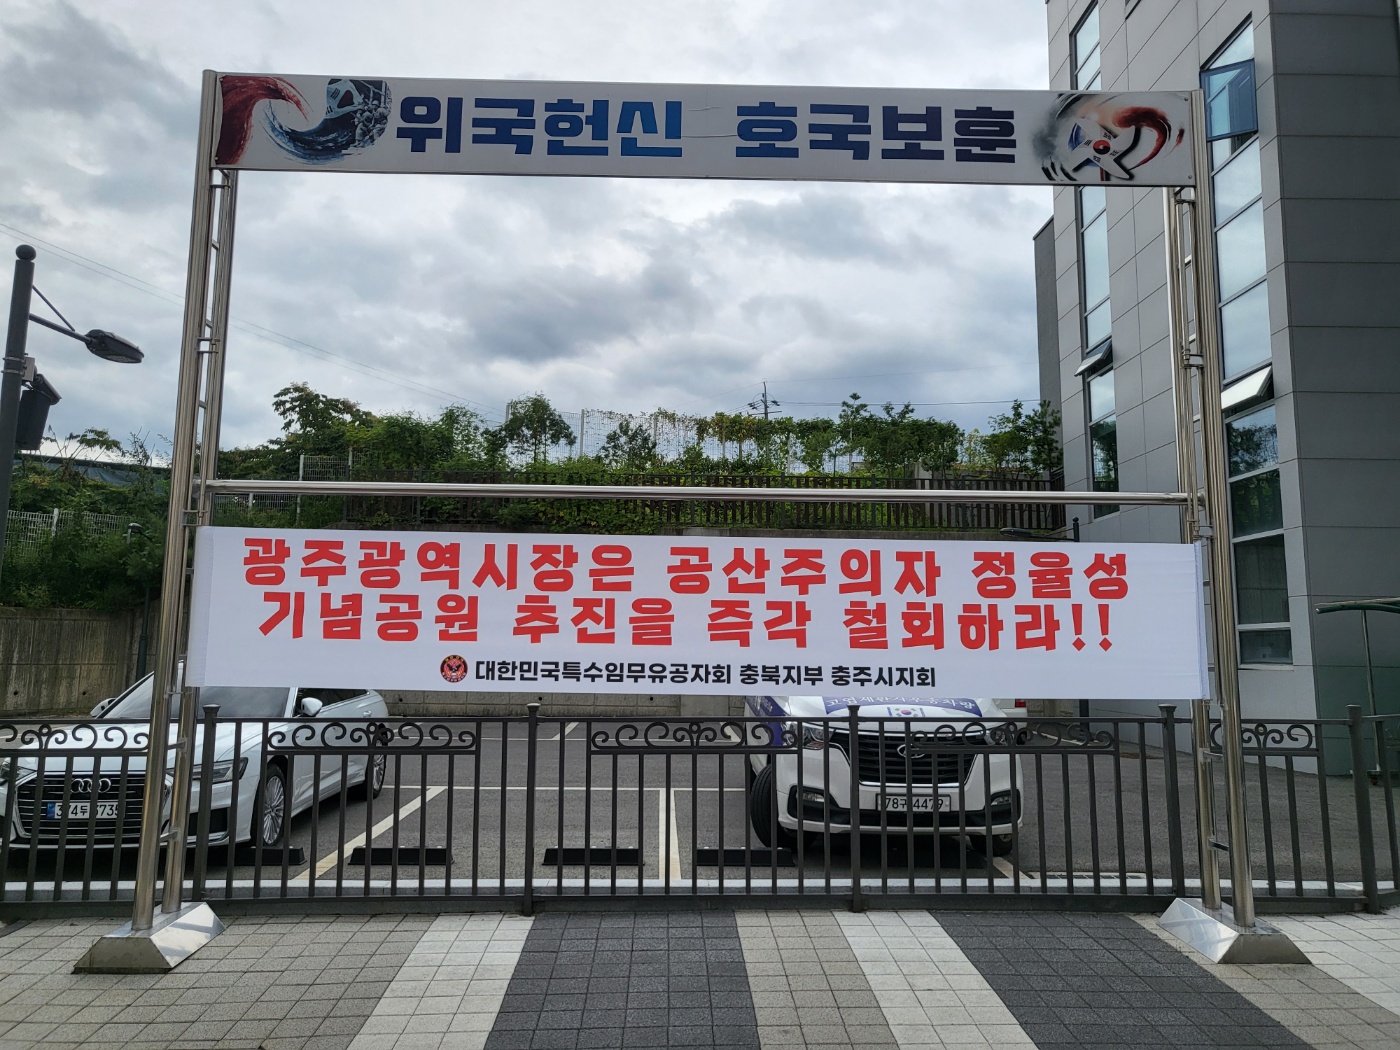 위국헌신 호국보훈
광주광역시장은 공산주의자 정율성
기념공원 추진을 즉각 철회하라!!
대한민국특수임무유공자회 충북지부 충주시지회